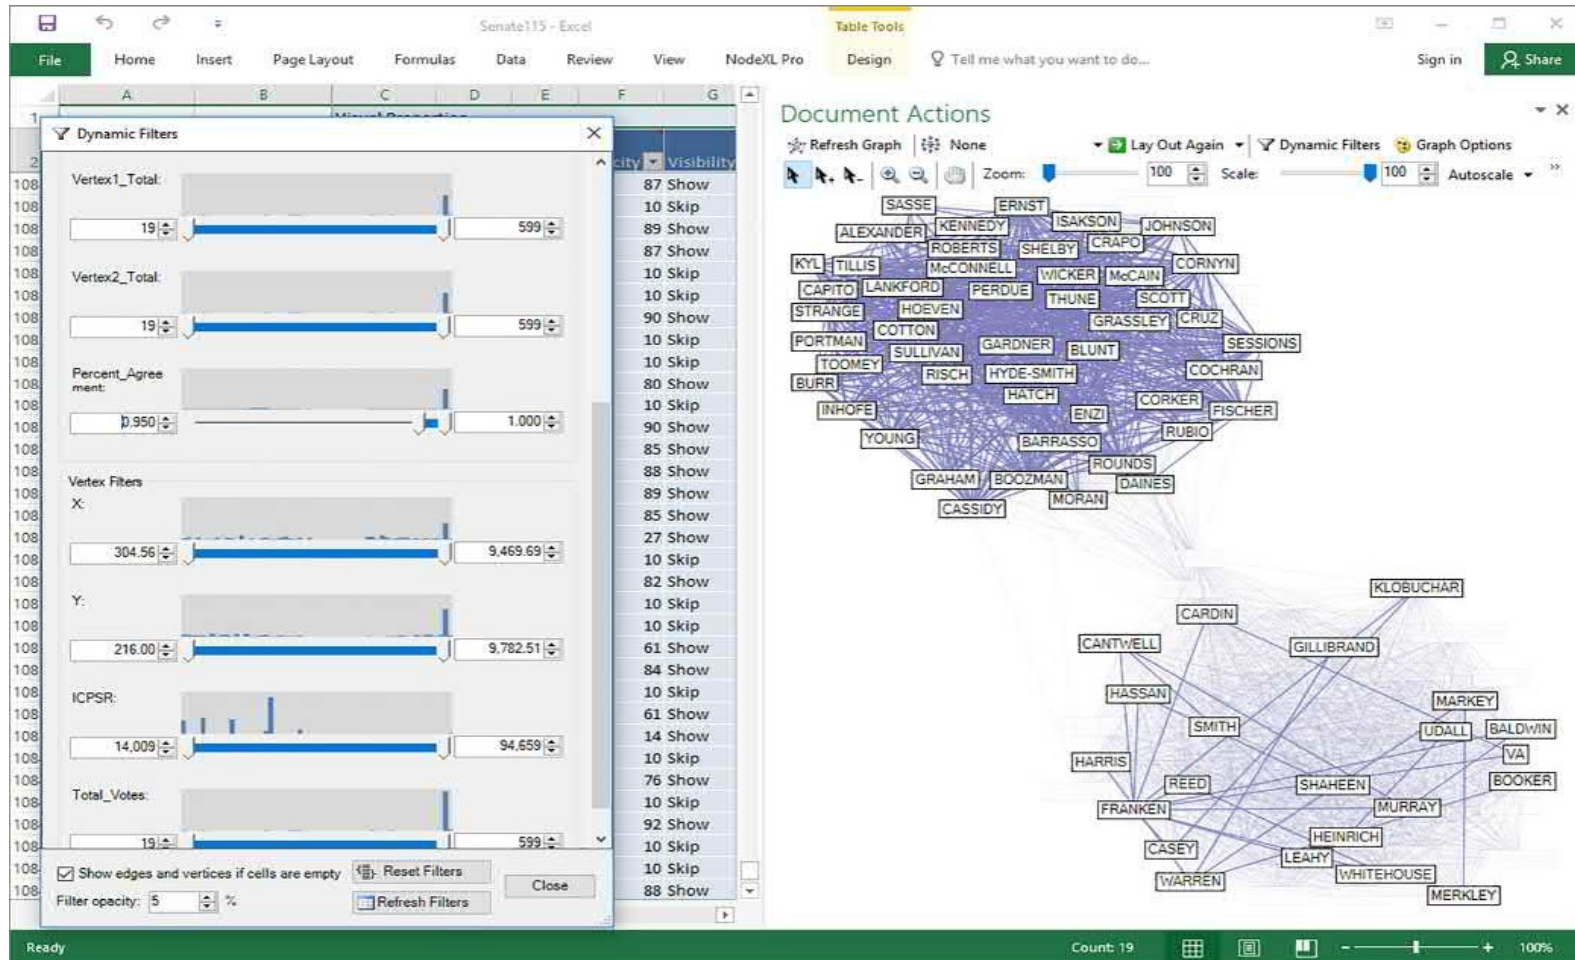 Senate115 - Excel
Table Tools
File Home Insert Page Layout Formulas Data Review View NodeXL Pro Design Tell me what you want to do... Sign in Share
A B C D E F G
1
Dynamic Filters
2 city Visibility
Vertex1_Total:
19 599
Vertex2_Total:
19 599
Percent_Agree
ment:
0.950 1.000
Vertex Filters
X:
304.56 9,469.69
Y:
216.00 9,782.51
ICPSR:
14,009 94,659
Total_Votes:
19 599
Show edges and vertices if cells are empty
Reset Filters
Close
Filter opacity: 5 %
Refresh Filters
87 Show
10 Skip
89 Show
87 Show
10 Skip
10 Skip
90 Show
10 Skip
10 Skip
80 Show
10 Skip
90 Show
85 Show
88 Show
89 Show
85 Show
27 Show
10 Skip
82 Show
10 Skip
10 Skip
61 Show
84 Show
10 Skip
61 Show
14 Show
10 Skip
76 Show
10 Skip
92 Show
10 Skip
10 Skip
88 Show
Document Actions
Refresh Graph None Lay Out Again Dynamic Filters Graph Options
Zoom: 100 Scale: 100 Autoscale
SASSE ERNST
ALEXANDER KENNEDY ISAKSON JOHNSON
ROBERTS SHELBY CRAPO
KYL TILLIS McCONNELL WICKER McCAIN CORNYN
CAPITO LANKFORD PERDUE THUNE SCOTT
STRANGE HOEVEN GRASSLEY CRUZ
COTTON
PORTMAN SULLIVAN GARDNER BLUNT SESSIONS
TOOMEY RISCH HYDE-SMITH COCHRAN
BURR HATCH CORKER
INHOFE ENZI FISCHER
YOUNG BARRASSO RUBIO
ROUNDS
GRAHAM BOOZMAN DAINES
CASSIDY MORAN
KLOBUCHAR
CARDIN
CANTWELL GILLIBRAND
HASSAN MARKEY
SMITH UDALL BALDWIN
HARRIS VA
REED SHAHEEN BOOKER
FRANKEN MURRAY
HEINRICH
CASEY LEAHY
WARREN WHITEHOUSE
MERKLEY
Ready Count: 19 100%